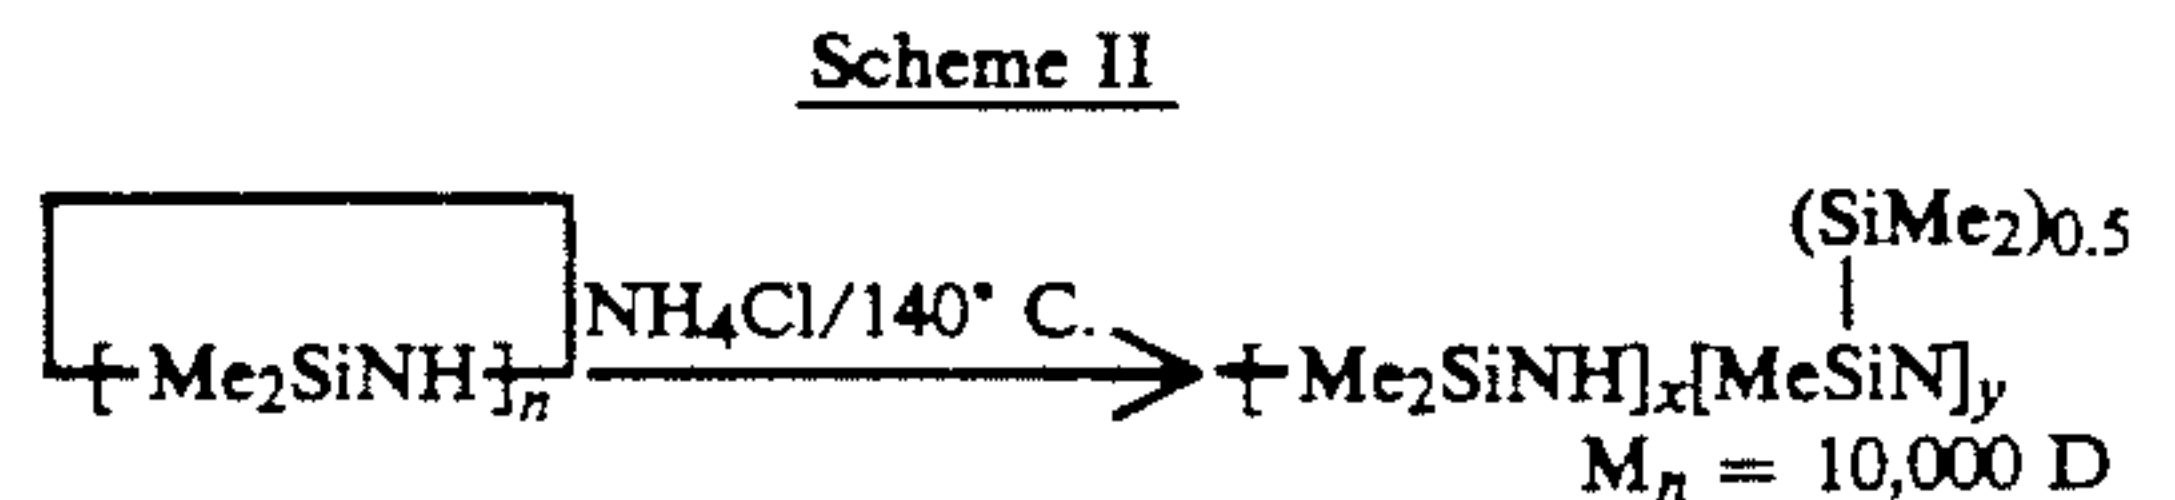 Scheme II
(SiMe2)0.5
[Me2SiNH]n NH4Cl/140° C. [Me2SiNH]x[MeSiN]y
Mn = 10,000 D